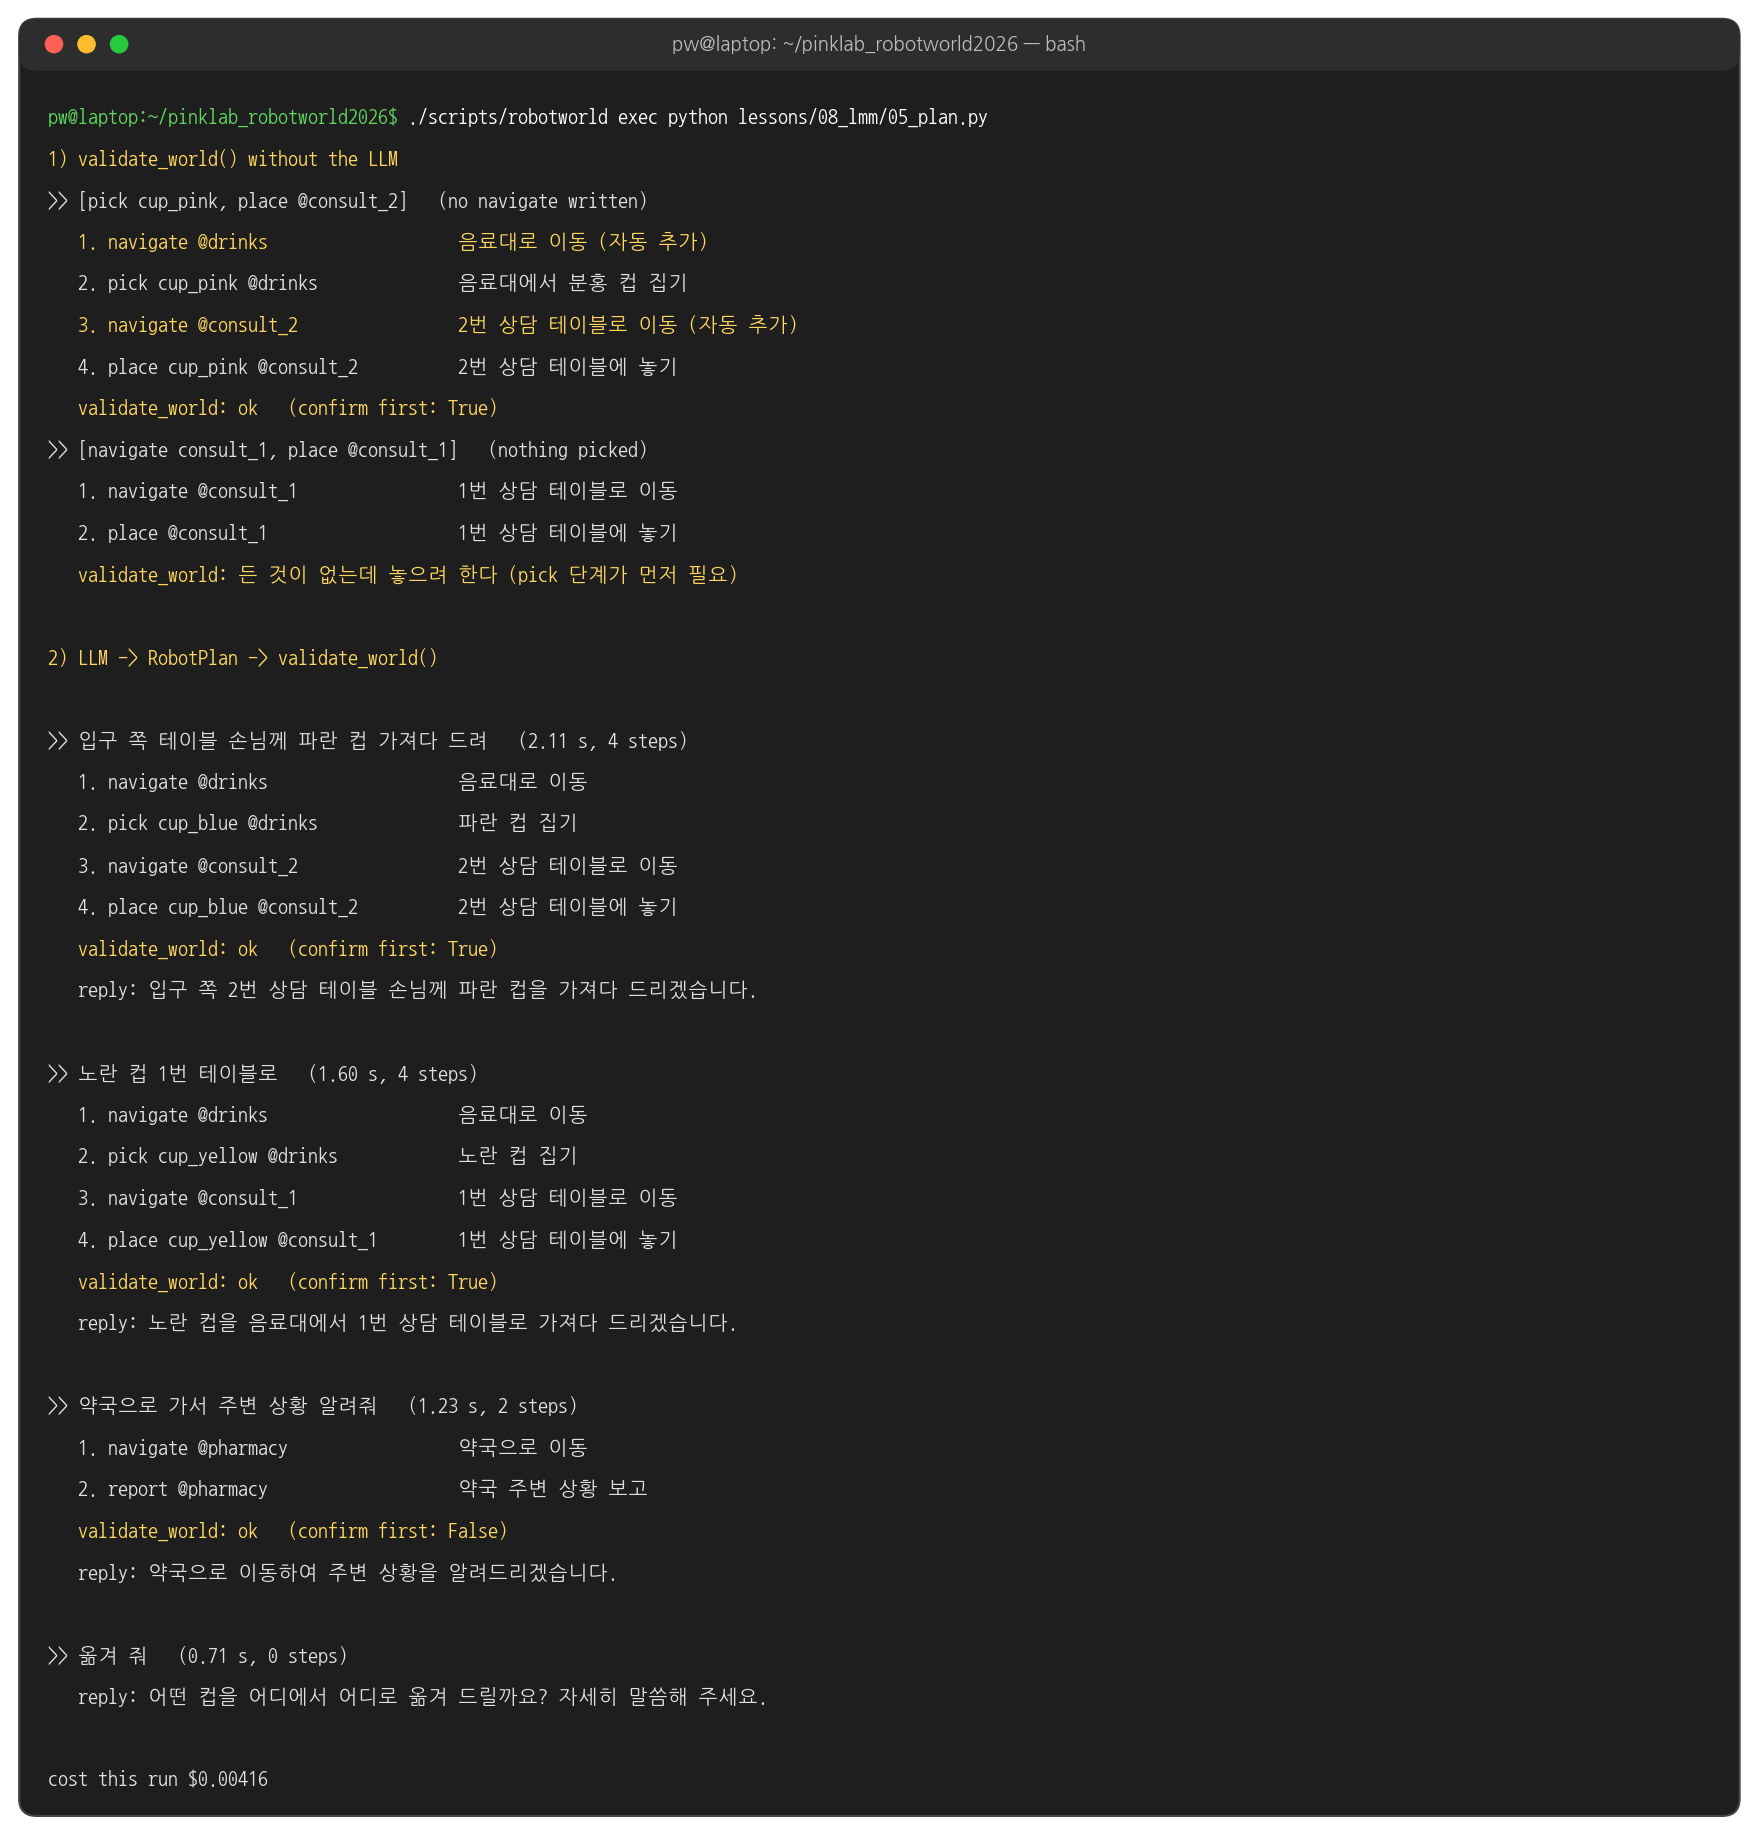 pw@laptop: ~/pinklab_robotworld2026 — bash
pw@laptop:~/pinklab_robotworld2026$ ./scripts/robotworld exec python lessons/08_lmm/05_plan.py
1) validate_world() without the LLM
>> [pick cup_pink, place @consult_2]   (no navigate written)
   1. navigate @drinks                   음료대로 이동 (자동 추가)
   2. pick cup_pink @drinks              음료대에서 분홍 컵 집기
   3. navigate @consult_2                2번 상담 테이블로 이동 (자동 추가)
   4. place cup_pink @consult_2          2번 상담 테이블에 놓기
   validate_world: ok   (confirm first: True)
>> [navigate consult_1, place @consult_1]   (nothing picked)
   1. navigate @consult_1                1번 상담 테이블로 이동
   2. place @consult_1                   1번 상담 테이블에 놓기
   validate_world: 든 것이 없는데 놓으려 한다 (pick 단계가 먼저 필요)
2) LLM -> RobotPlan -> validate_world()
>> 입구 쪽 테이블 손님께 파란 컵 가져다 드려   (2.11 s, 4 steps)
   1. navigate @drinks                   음료대로 이동
   2. pick cup_blue @drinks              파란 컵 집기
   3. navigate @consult_2                2번 상담 테이블로 이동
   4. place cup_blue @consult_2          2번 상담 테이블에 놓기
   validate_world: ok   (confirm first: True)
   reply: 입구 쪽 2번 상담 테이블 손님께 파란 컵을 가져다 드리겠습니다.
>> 노란 컵 1번 테이블로   (1.60 s, 4 steps)
   1. navigate @drinks                   음료대로 이동
   2. pick cup_yellow @drinks            노란 컵 집기
   3. navigate @consult_1                1번 상담 테이블로 이동
   4. place cup_yellow @consult_1        1번 상담 테이블에 놓기
   validate_world: ok   (confirm first: True)
   reply: 노란 컵을 음료대에서 1번 상담 테이블로 가져다 드리겠습니다.
>> 약국으로 가서 주변 상황 알려줘   (1.23 s, 2 steps)
   1. navigate @pharmacy                 약국으로 이동
   2. report @pharmacy                   약국 주변 상황 보고
   validate_world: ok   (confirm first: False)
   reply: 약국으로 이동하여 주변 상황을 알려드리겠습니다.
>> 옮겨 줘   (0.71 s, 0 steps)
   reply: 어떤 컵을 어디에서 어디로 옮겨 드릴까요? 자세히 말씀해 주세요.
cost this run $0.00416